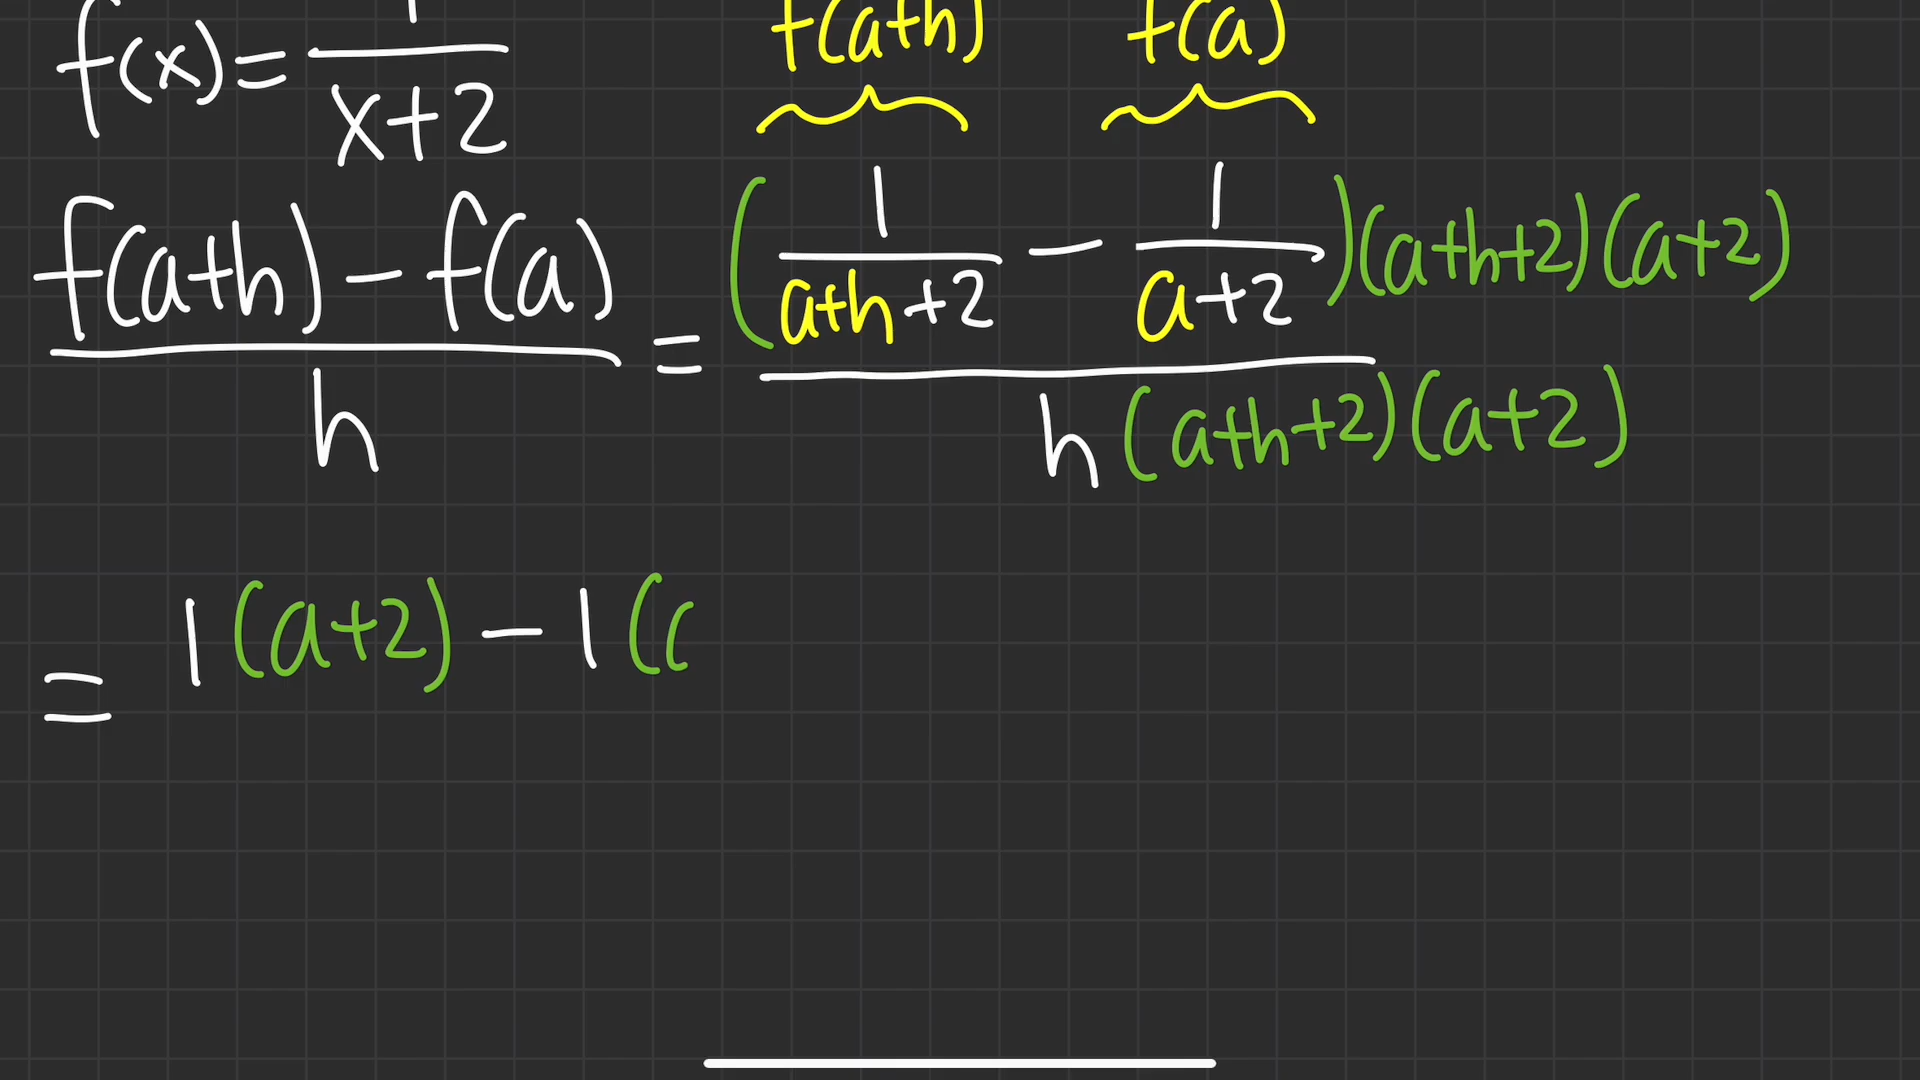 f(x) = 1/(x+2)
f(a+h) f(a)
(f(a+h) - f(a))/h = ((1/(a+h+2) - 1/(a+2))(a+h+2)(a+2))/(h(a+h+2)(a+2))
= 1(a+2) - 1(